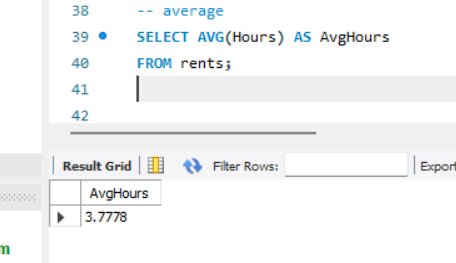 38 -- average
39 SELECT AVG(Hours) AS AvgHours
40 FROM rents;
41
42
Result Grid Filter Rows: Export
AvgHours
3.7778
m